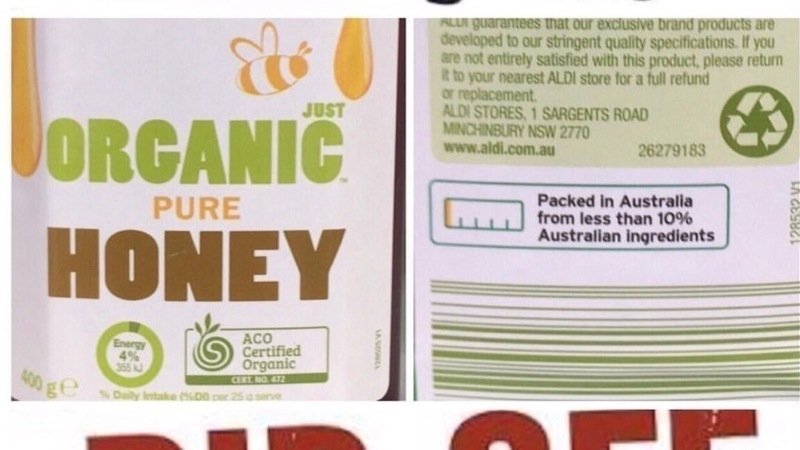 JUST
ORGANIC
PURE
HONEY
Energy
4%
355 kJ
ACO
Certified
Organic
CERT. NO. 472
400 g e
% Daily Intake (%DI) per 25 g serve
ALDI guarantees that our exclusive brand products are
developed to our stringent quality specifications. If you
are not entirely satisfied with this product, please return
it to your nearest ALDI store for a full refund
or replacement.
ALDI STORES, 1 SARGENTS ROAD
MINCHINBURY NSW 2770
www.aldi.com.au 26279183
Packed in Australia
from less than 10%
Australian ingredients
128532 V1